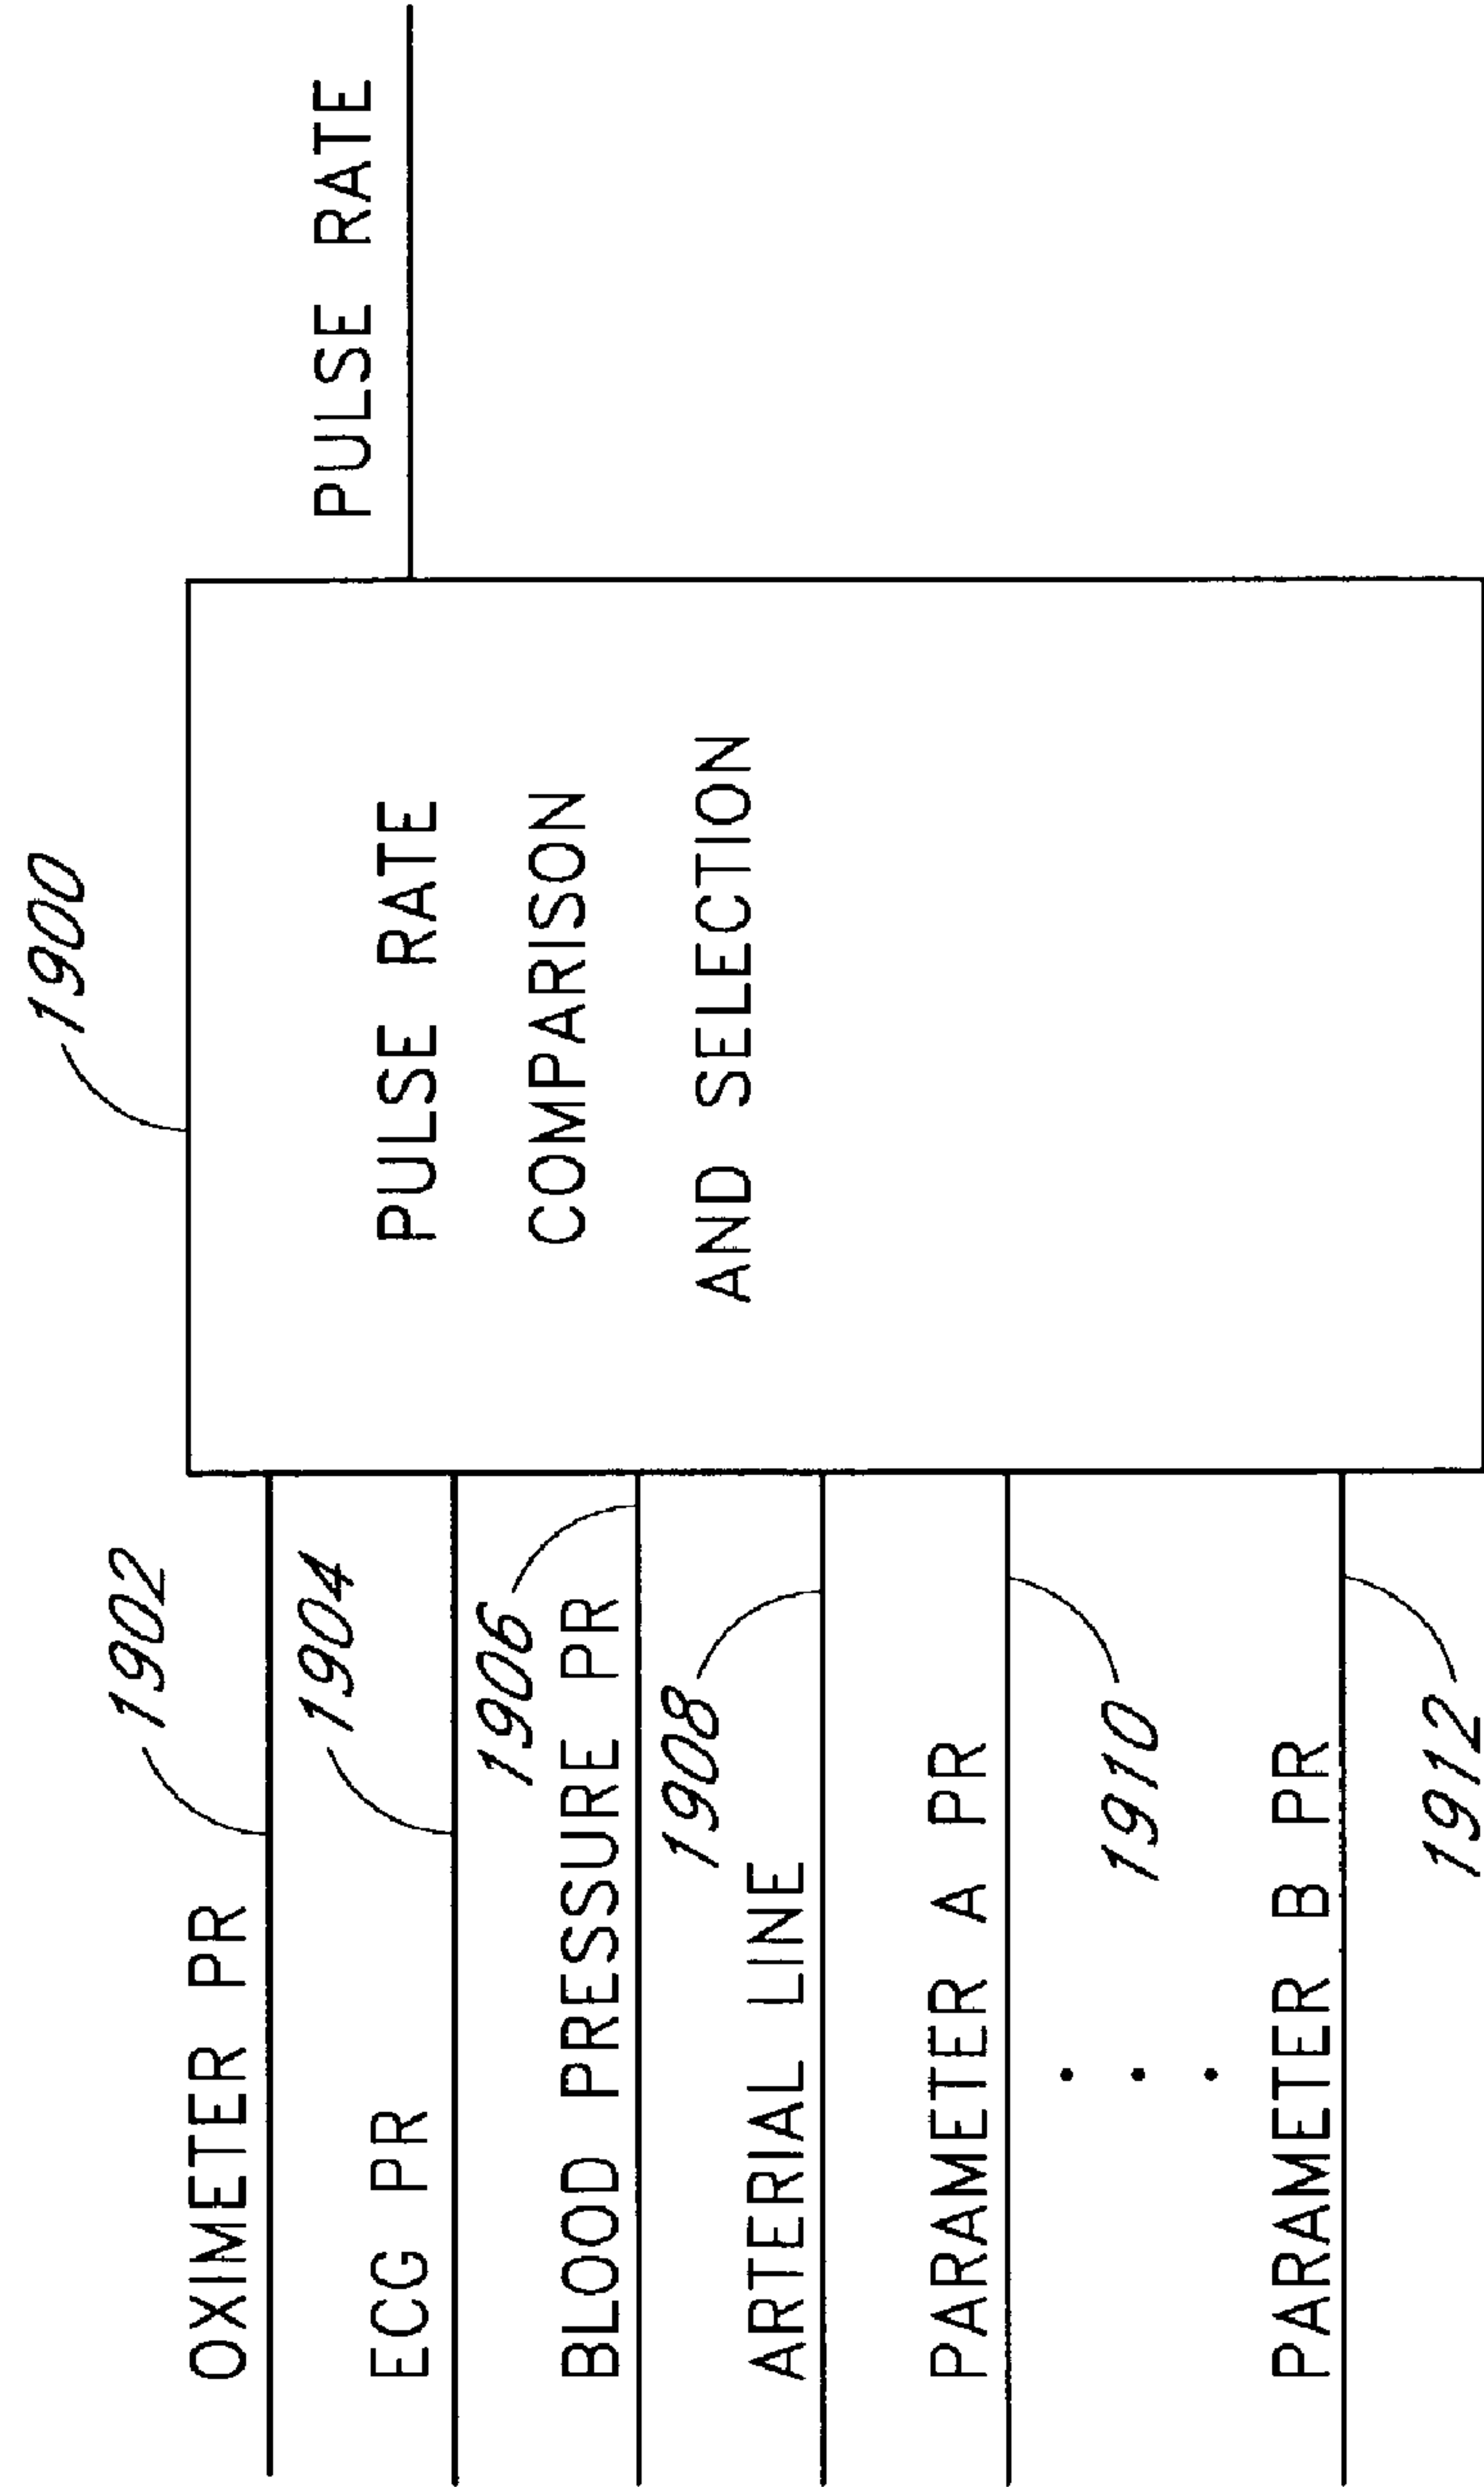 1900
PULSE RATE
COMPARISON
AND SELECTION
PULSE RATE
OXIMETER PR
1902
ECG PR
1904
BLOOD PRESSURE PR
1906
ARTERIAL LINE
1908
PARAMETER A PR
1910
PARAMETER B PR
1912